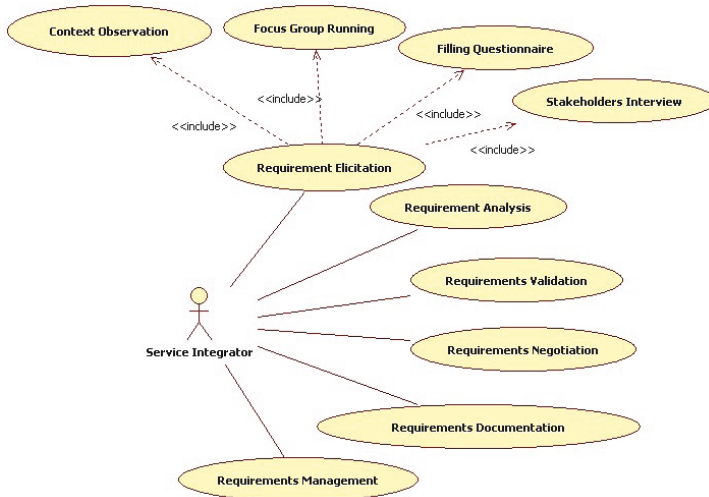 Context Observation
Focus Group Running
Filling Questionnaire
Stakeholders Interview
<<include>>
<<include>>
<<include>>
<<include>>
Requirement Elicitation
Requirement Analysis
Requirements Validation
Service Integrator
Requirements Negotiation
Requirements Documentation
Requirements Management